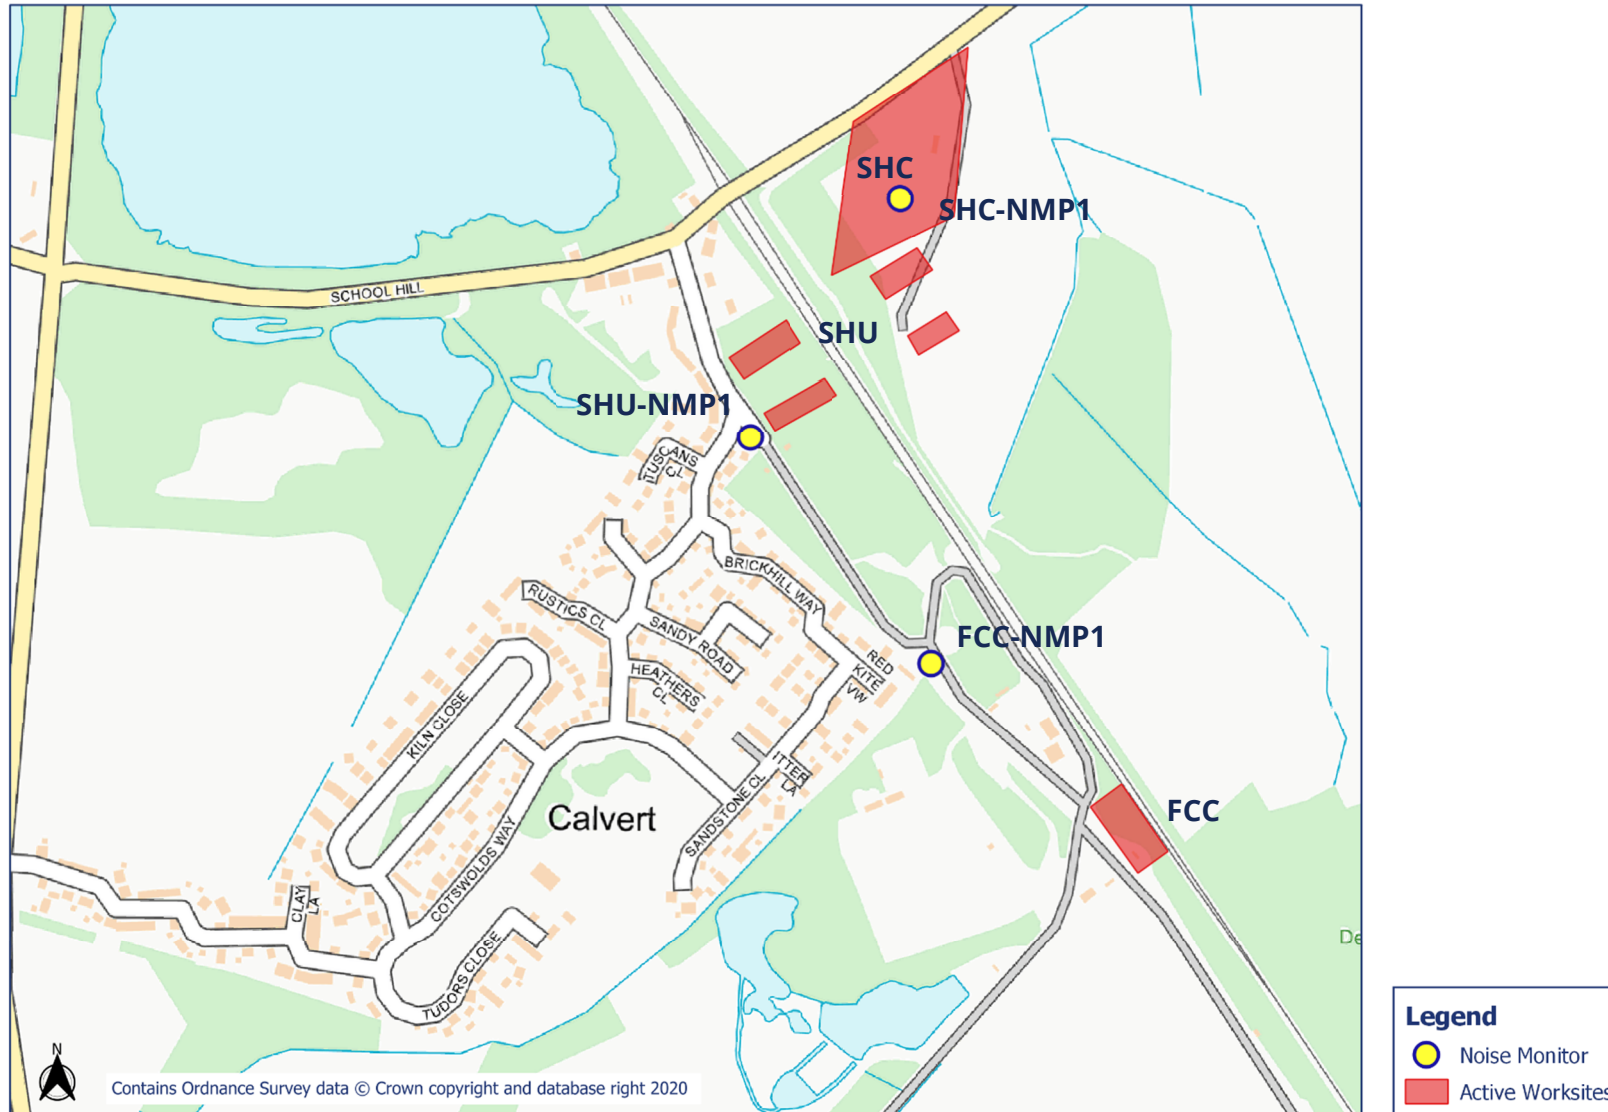 SHC
SHC-NMP1
SCHOOL HILL
SHU
SHU-NMP1
TUSCANS
CL
BRICKHILL WAY
RUSTICS CL
SANDY ROAD
FCC-NMP1
RED
KITE
VW
HEATHERS
CL
KILN CLOSE
ITTER
LA
SANDSTONE CL
FCC
Calvert
COTSWOLDS WAY
CLAY
LA
TUDORS CLOSE
De
N
Contains Ordnance Survey data © Crown copyright and database right 2020
Legend
Noise Monitor
Active Worksites